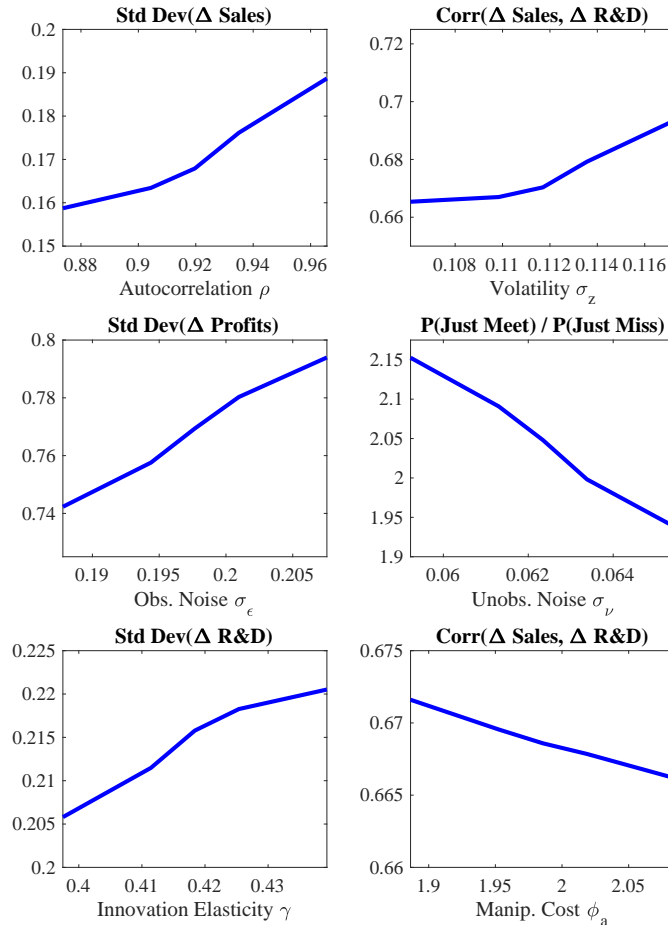 Std Dev(Δ Sales)
0.2
0.19
0.18
0.17
0.16
0.15
0.88 0.9 0.92 0.94 0.96
Autocorrelation ρ
Corr(Δ Sales, Δ R&D)
0.72
0.7
0.68
0.66
0.108 0.11 0.112 0.114 0.116
Volatility σ_z
Std Dev(Δ Profits)
0.8
0.78
0.76
0.74
0.19 0.195 0.2 0.205
Obs. Noise σ_ϵ
P(Just Meet) / P(Just Miss)
2.15
2.1
2.05
2
1.95
1.9
0.06 0.062 0.064
Unobs. Noise σ_ν
Std Dev(Δ R&D)
0.225
0.22
0.215
0.21
0.205
0.2
0.4 0.41 0.42 0.43
Innovation Elasticity γ
Corr(Δ Sales, Δ R&D)
0.675
0.67
0.665
0.66
1.9 1.95 2 2.05
Manip. Cost ϕ_a